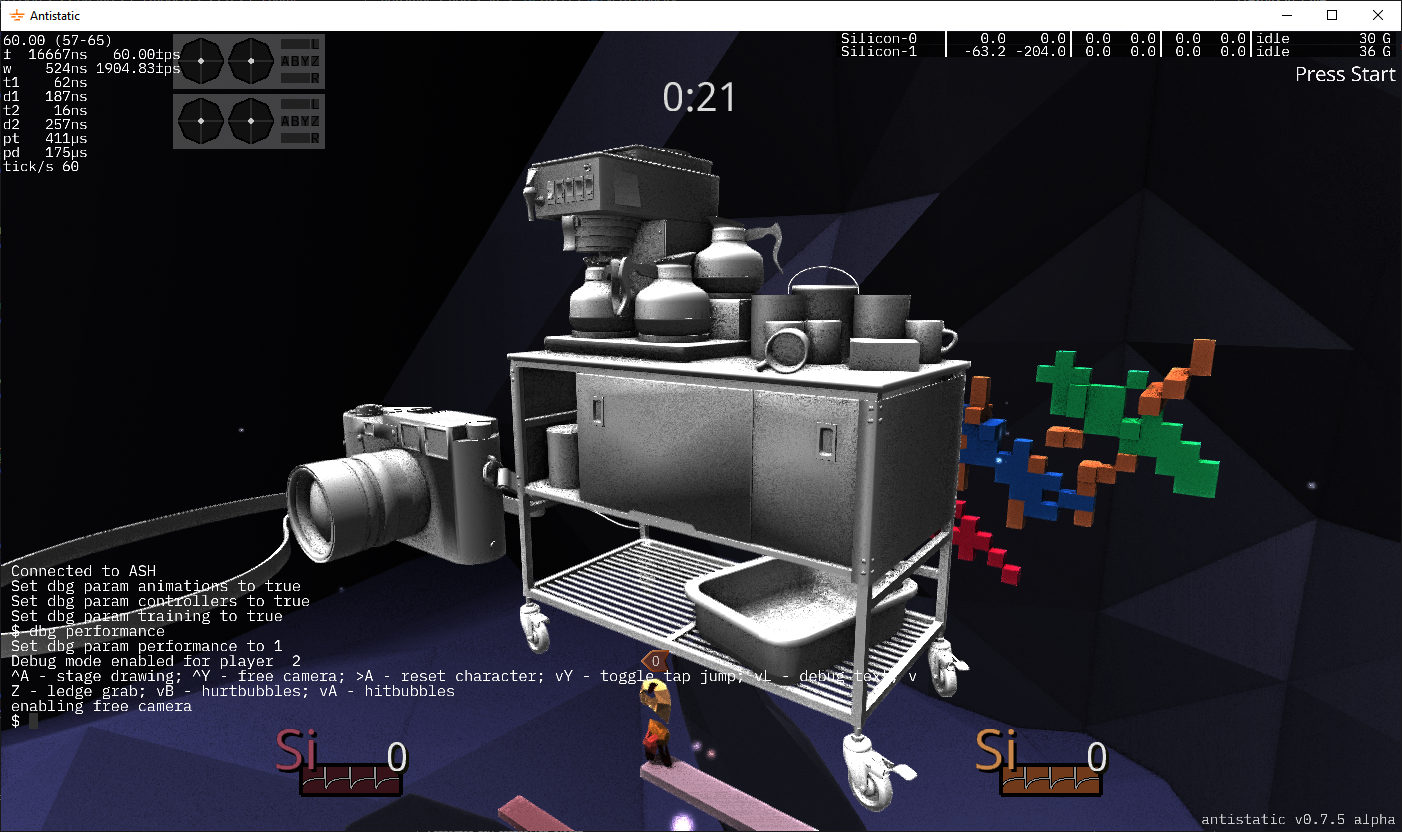 Antistatic
60.00 (57-65)
f 16667ns 60.00fps
w 524ns 1904.83fps
t1 62ns
d1 187ns
t2 16ns
d2 257ns
pt 411µs
pd 175µs
tick/s 60
L
ABYZ
R
L
ABYZ
R
Silicon-0 0.0 0.0 0.0 0.0 0.0 0.0 idle 30 G
Silicon-1 -63.2 -204.0 0.0 0.0 0.0 0.0 idle 36 G
Press Start
0:21
Connected to ASH
Set dbg param animations to true
Set dbg param controllers to true
Set dbg param training to true
$ dbg performance
Set dbg param performance to 1
Debug mode enabled for player 2
^A - stage drawing; ^Y - free camera; >A - reset character; vY - toggle tap jump; vL - debug text; v
Z - ledge grab; vB - hurtbubbles; vA - hitbubbles
enabling free camera
$
0
Si 0
Si 0
antistatic v0.7.5 alpha